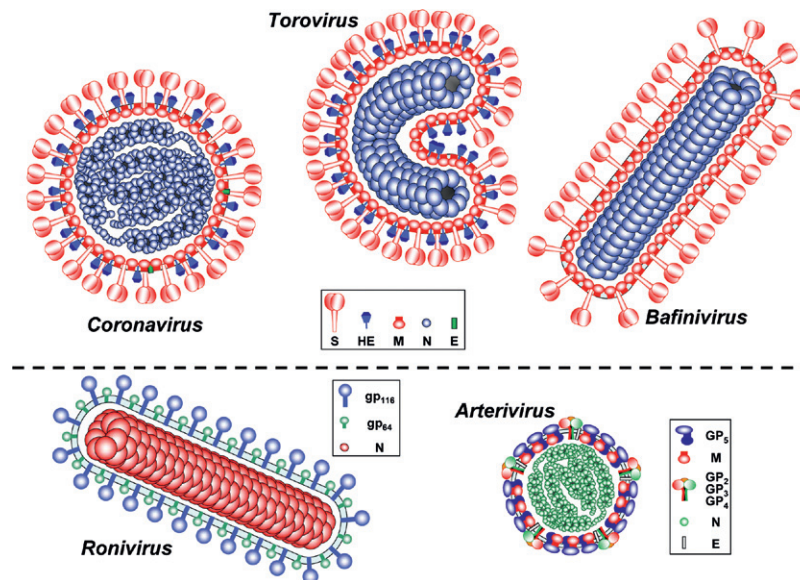 Torovirus
Coronavirus
Bafinivirus
S HE M N E
gp₁₁₆
gp₆₄
N
Ronivirus
Arterivirus
GP₅
M
GP₂
GP₃
GP₄
N
E